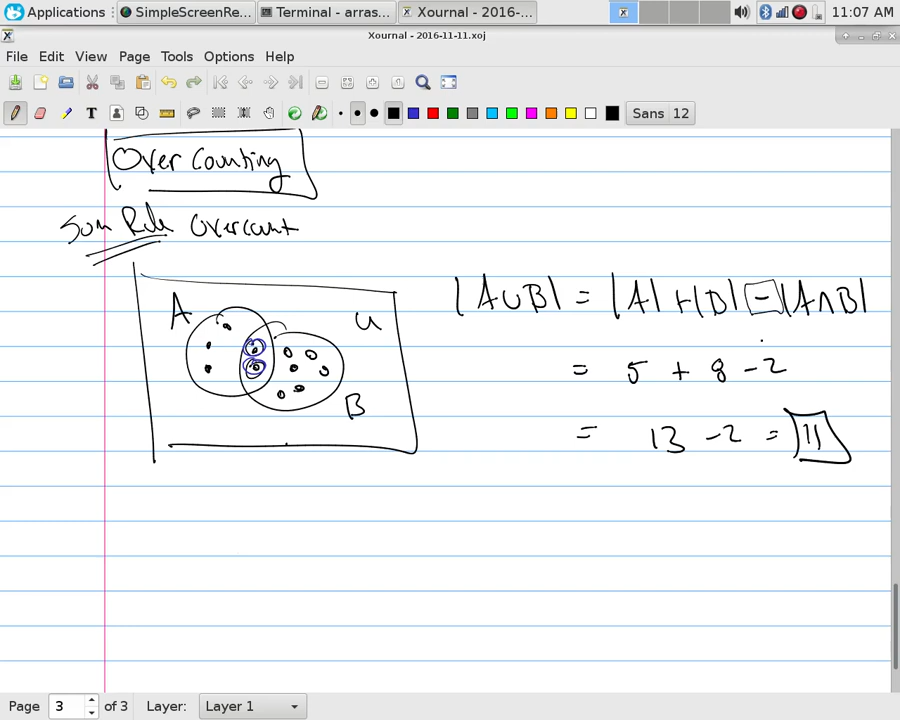 Applications SimpleScreenRe... Terminal - arras... Xournal - 2016-... 11:07 AM
Xournal - 2016-11-11.xoj
File Edit View Page Tools Options Help
T Sans 12
Over Counting
Sum Rule Overcount
A U
B
|A∪B| = |A| + |B| - |A∩B|
= 5 + 8 - 2
= 13 - 2 = 11
Page 3 of 3 Layer: Layer 1